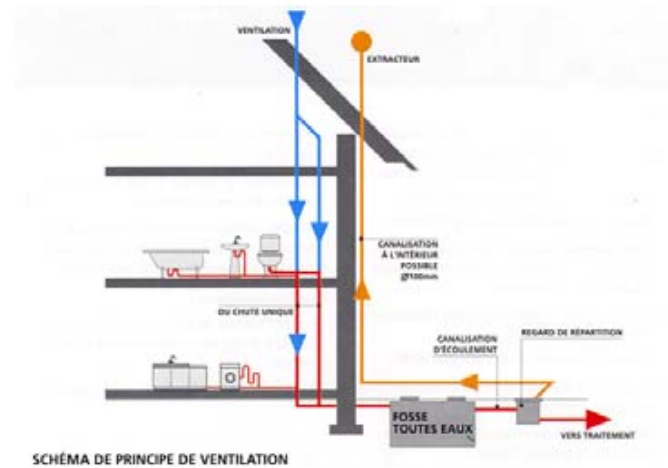 VENTILATION
EXTRACTEUR
CANALISATION
À L'INTÉRIEUR
POSSIBLE
Ø100mm
OU CHUTE UNIQUE
CANALISATION
D'ÉCOULEMENT
REGARD DE RÉPARTITION
FOSSE
TOUTES EAUX
VERS TRAITEMENT
SCHÉMA DE PRINCIPE DE VENTILATION